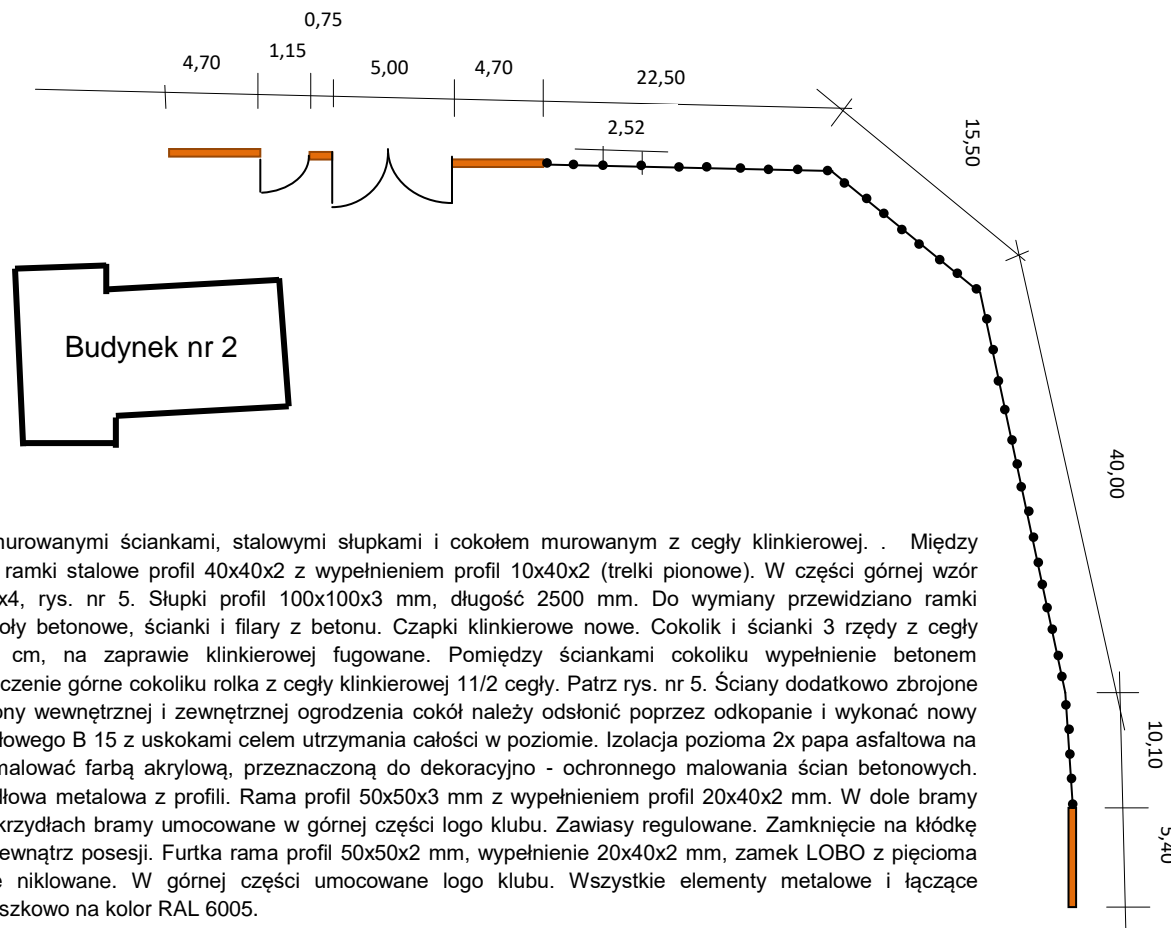 0,75
4,70
1,15
5,00
4,70
22,50
2,52
15,50
Budynek nr 2
40,00
10,10
5,40
murowanymi ściankami, stalowymi słupkami i cokołem murowanym z cegły klinkierowej. . Między
ramki stalowe profil 40x40x2 z wypełnieniem profil 10x40x2 (trelki pionowe). W części górnej wzór
x4, rys. nr 5. Słupki profil 100x100x3 mm, długość 2500 mm. Do wymiany przewidziano ramki
oły betonowe, ścianki i filary z betonu. Czapki klinkierowe nowe. Cokolik i ścianki 3 rzędy z cegły
cm, na zaprawie klinkierowej fugowane. Pomiędzy ściankami cokoliku wypełnienie betonem
czenie górne cokoliku rolka z cegły klinkierowej 11/2 cegły. Patrz rys. nr 5. Ściany dodatkowo zbrojone
ony wewnętrznej i zewnętrznej ogrodzenia cokół należy odsłonić poprzez odkopanie i wykonać nowy
łowego B 15 z uskokami celem utrzymania całości w poziomie. Izolacja pozioma 2x papa asfaltowa na
malować farbą akrylową, przeznaczoną do dekoracyjno - ochronnego malowania ścian betonowych.
dłowa metalowa z profili. Rama profil 50x50x3 mm z wypełnieniem profil 20x40x2 mm. W dole bramy
krzydłach bramy umocowane w górnej części logo klubu. Zawiasy regulowane. Zamknięcie na kłódkę
ewnątrz posesji. Furtka rama profil 50x50x2 mm, wypełnienie 20x40x2 mm, zamek LOBO z pięcioma
e niklowane. W górnej części umocowane logo klubu. Wszystkie elementy metalowe i łączące
szkowo na kolor RAL 6005.